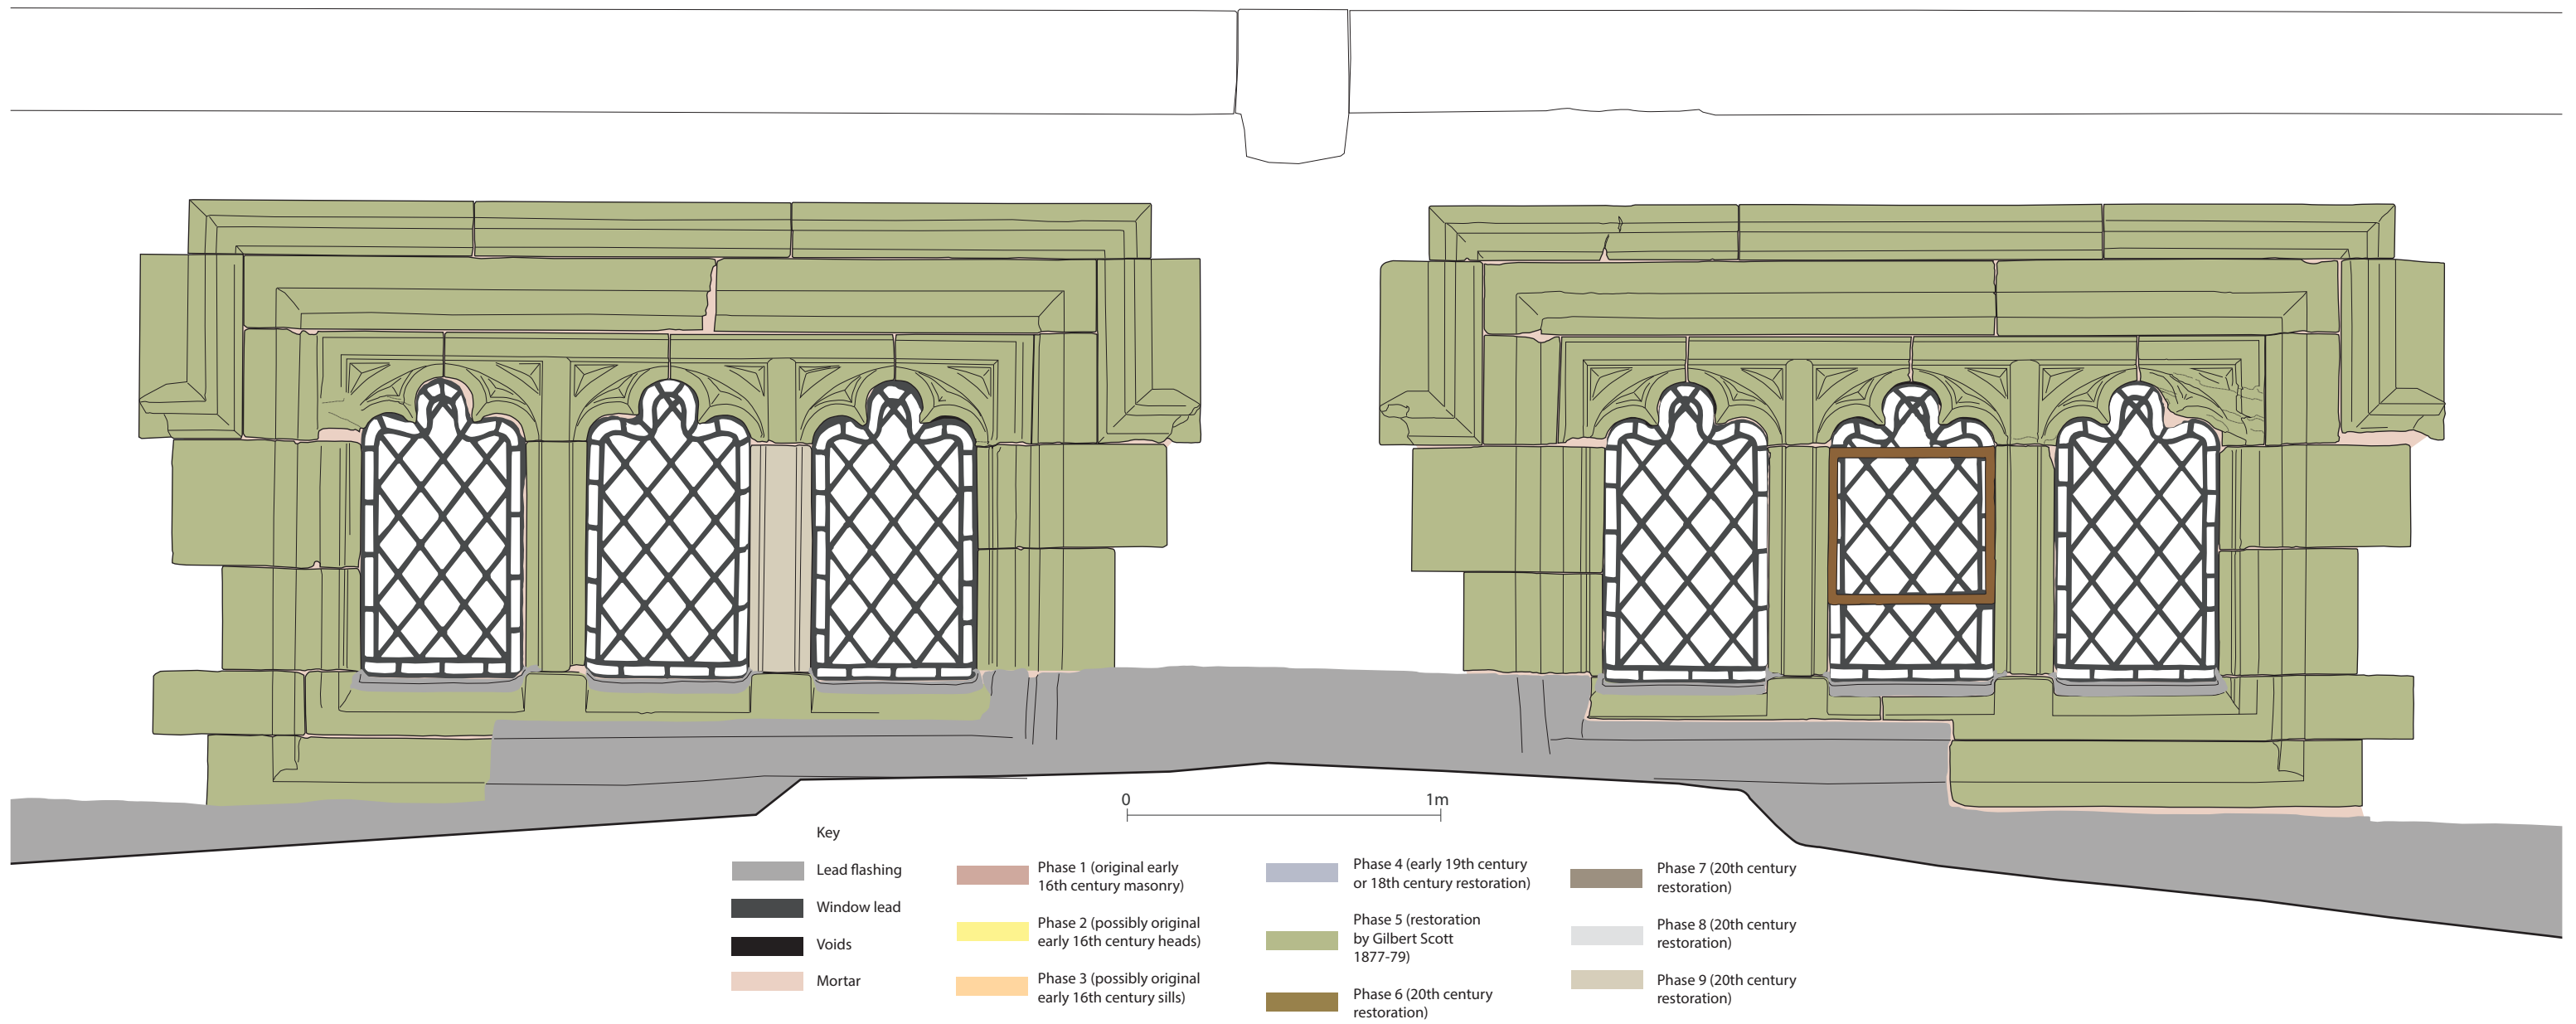 0 1m
Key
Lead flashing
Window lead
Voids
Mortar
Phase 1 (original early
16th century masonry)
Phase 2 (possibly original
early 16th century heads)
Phase 3 (possibly original
early 16th century sills)
Phase 4 (early 19th century
or 18th century restoration)
Phase 5 (restoration
by Gilbert Scott
1877-79)
Phase 6 (20th century
restoration)
Phase 7 (20th century
restoration)
Phase 8 (20th century
restoration)
Phase 9 (20th century
restoration)